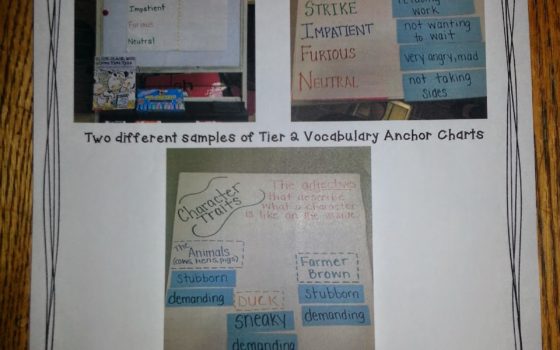 Impatient
Furious
Neutral
STRIKE
work
IMPATIENT
not wanting
to wait
FURIOUS
very angry, mad
NEUTRAL
not taking
sides
Two different samples of Tier 2 Vocabulary Anchor Charts
Character
Traits
The adjectives
that describe
what a character
is like on the inside.
The
Animals
(cows, hens, pigs)
stubborn
demanding
DUCK
sneaky
demanding
Farmer
Brown
stubborn
demanding